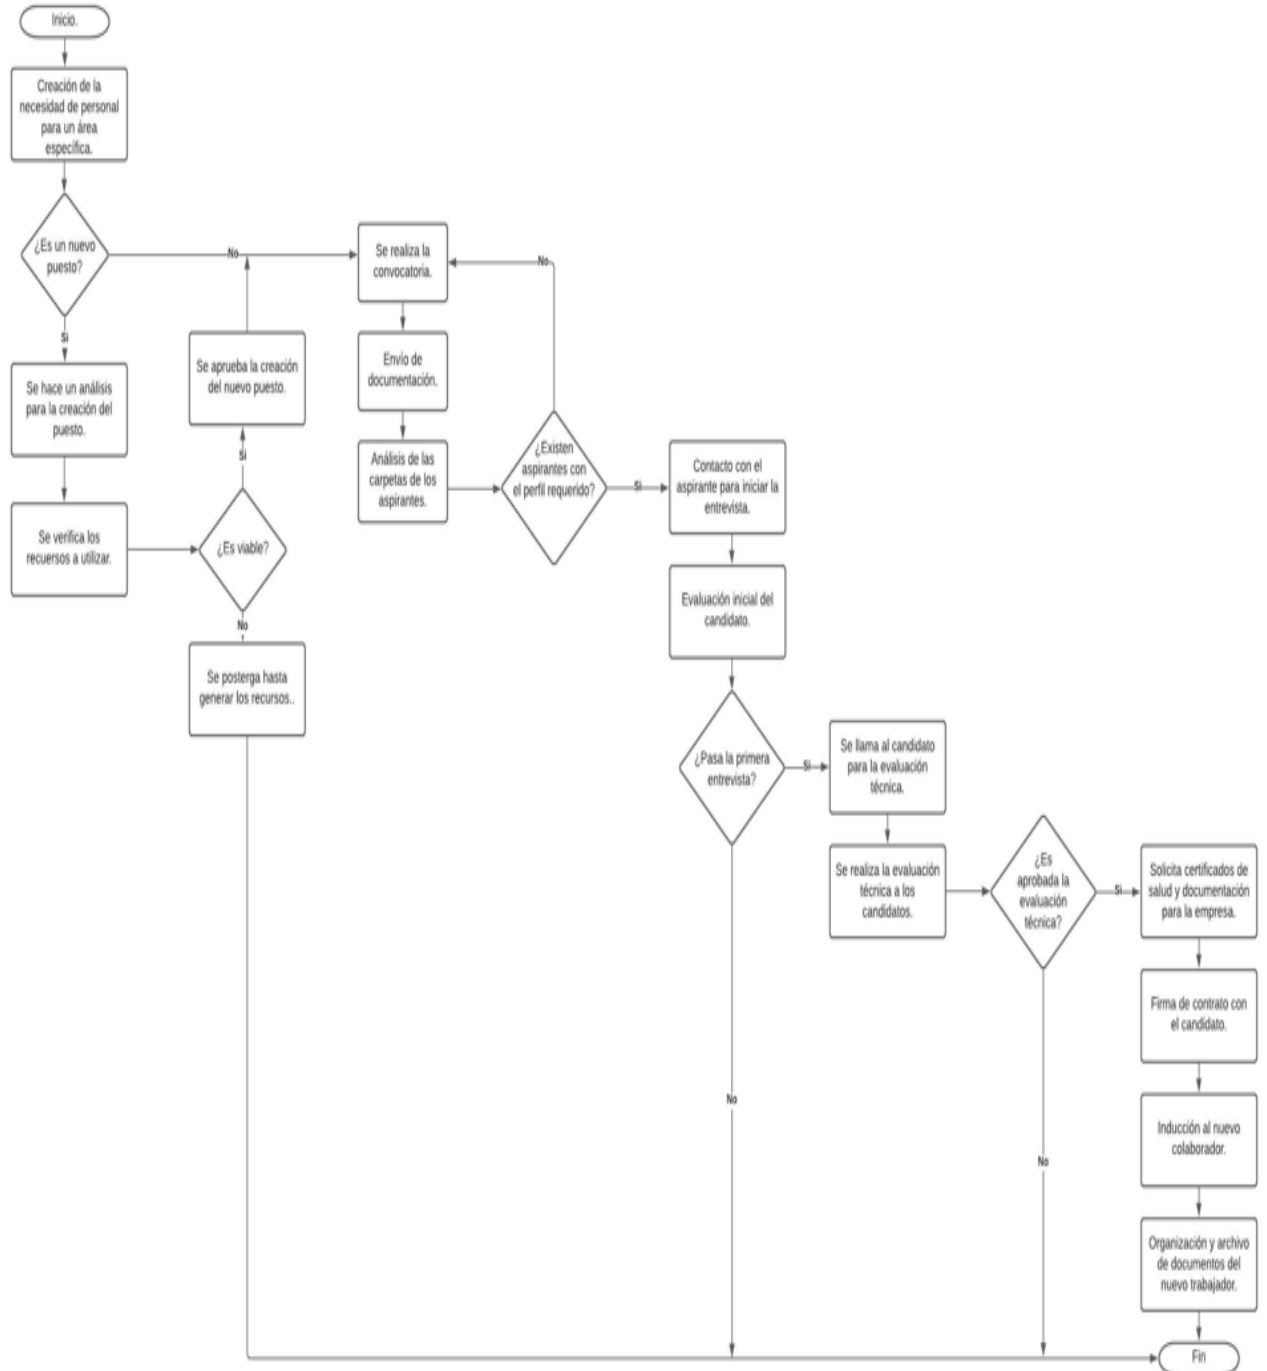 Inicio.
Creación de la
necesidad de personal
para un área
específica.
¿Es un nuevo
puesto?
No
Si
Se hace un análisis
para la creación del
puesto.
Se verifica los
recuersos a utilizar.
¿Es viable?
Si
Se aprueba la creación
del nuevo puesto.
No
Se posterga hasta
generar los recursos..
Se realiza la
convocatoria.
Envío de
documentación.
Análisis de las
carpetas de los
aspirantes.
¿Existen
aspirantes con
el perfil requerido?
No
Si
Contacto con el
aspirante para iniciar la
entrevista.
Evaluación inicial del
candidato.
¿Pasa la primera
entrevista?
Si
No
Se llama al candidato
para la evaluación
técnica.
Se realiza la evaluación
técnica a los
candidatos.
¿Es
aprobada la
evaluación
técnica?
Si
No
Solicita certificados de
salud y documentación
para la empresa.
Firma de contrato con
el candidato.
Inducción al nuevo
colaborador.
Organización y archivo
de documentos del
nuevo trabajador.
Fin